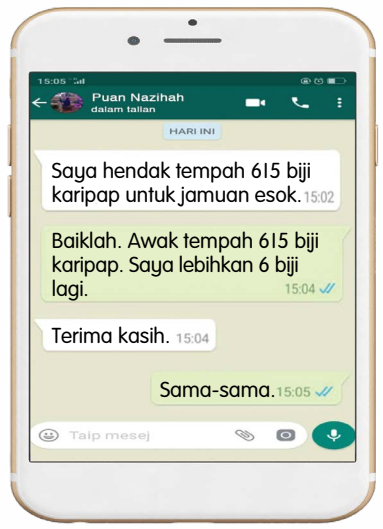 15:05
Puan Nazihah
dalam talian
HARI INI
Saya hendak tempah 615 biji
karipap untuk jamuan esok. 15:02
Baiklah. Awak tempah 615 biji
karipap. Saya lebihkan 6 biji
lagi. 15:04
Terima kasih. 15:04
Sama-sama. 15:05
Taip mesej